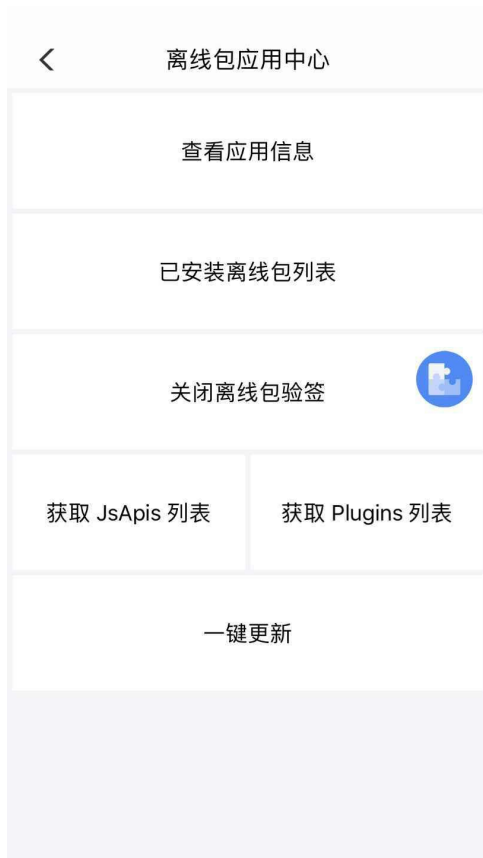 离线包应用中心
查看应用信息
已安装离线包列表
关闭离线包验签
获取 JsApis 列表
获取 Plugins 列表
一键更新